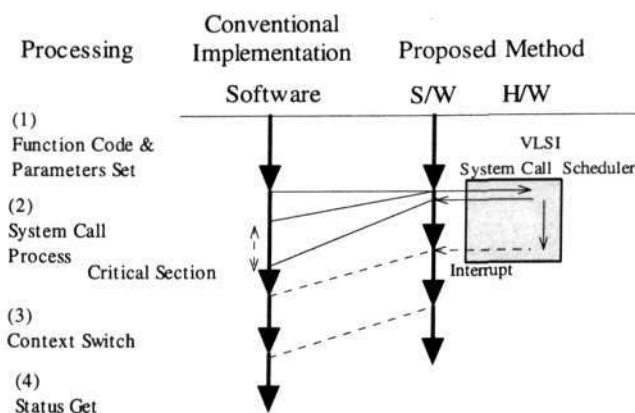 Conventional
Processing Implementation Proposed Method
Software S/W H/W
(1)
Function Code &
Parameters Set
VLSI
System Call Scheduler
(2)
System Call
Process
Critical Section
Interrupt
(3)
Context Switch
(4)
Status Get